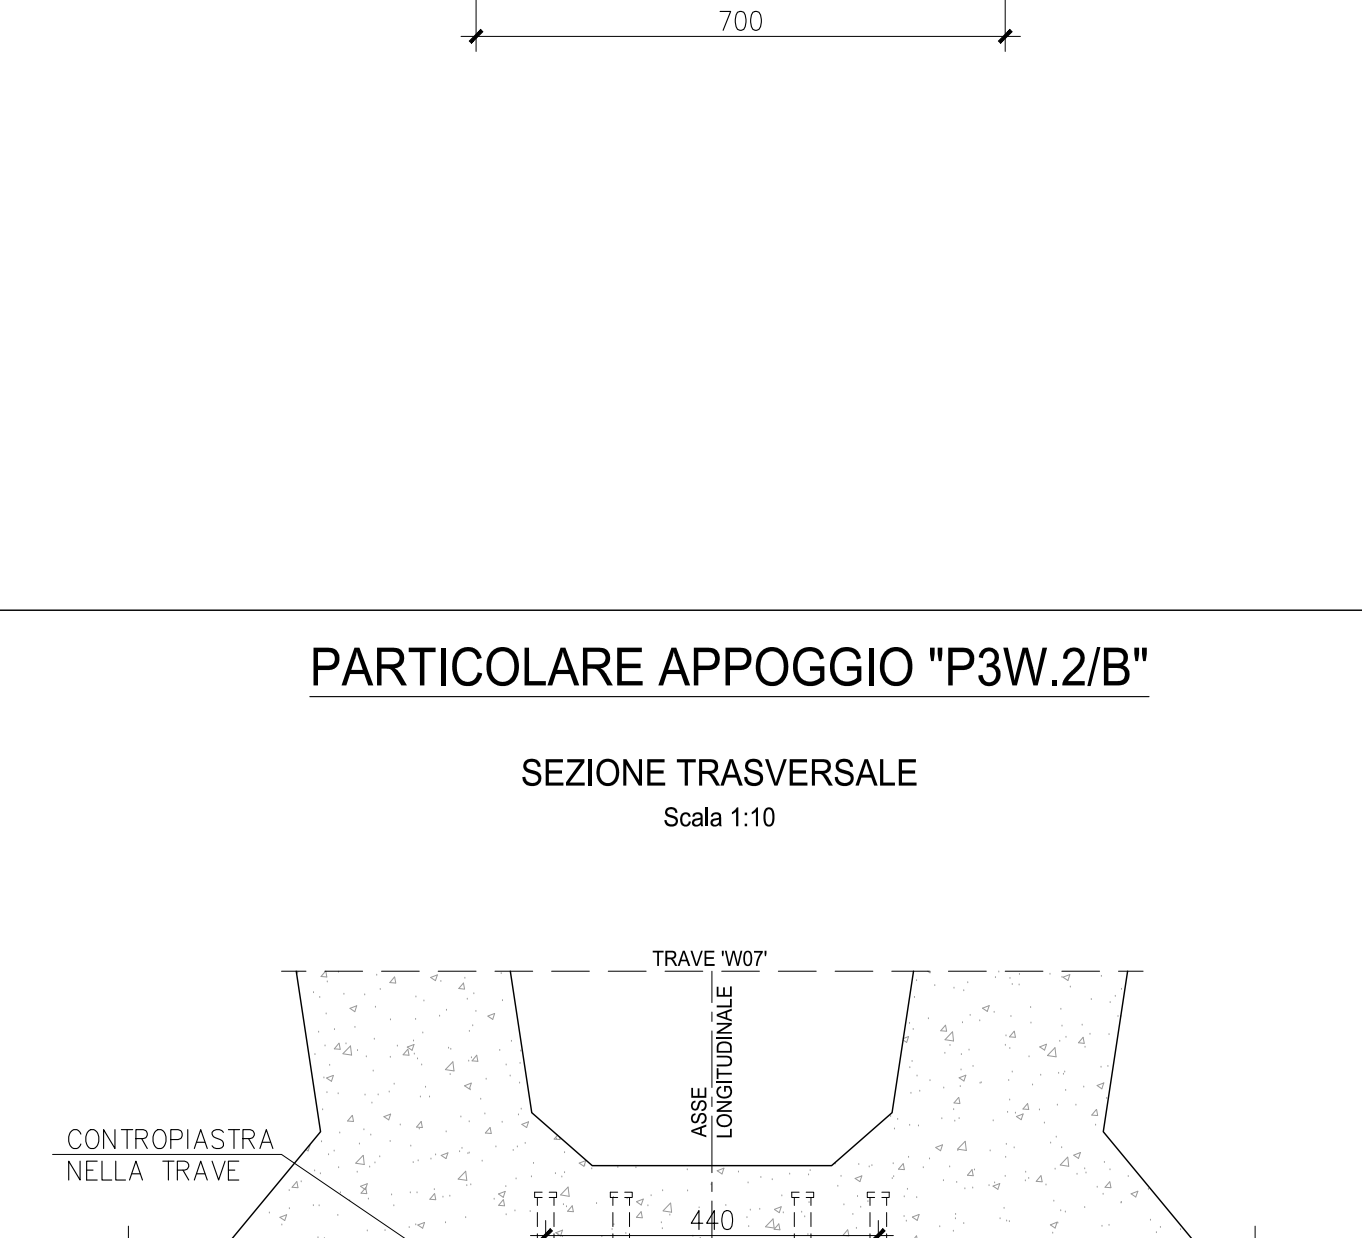 700
PARTICOLARE APPOGGIO "P3W.2/B"
SEZIONE TRASVERSALE
Scala 1:10
TRAVE 'W07'
ASSE
LONGITUDINALE
CONTROPIASTRA
NELLA TRAVE
440